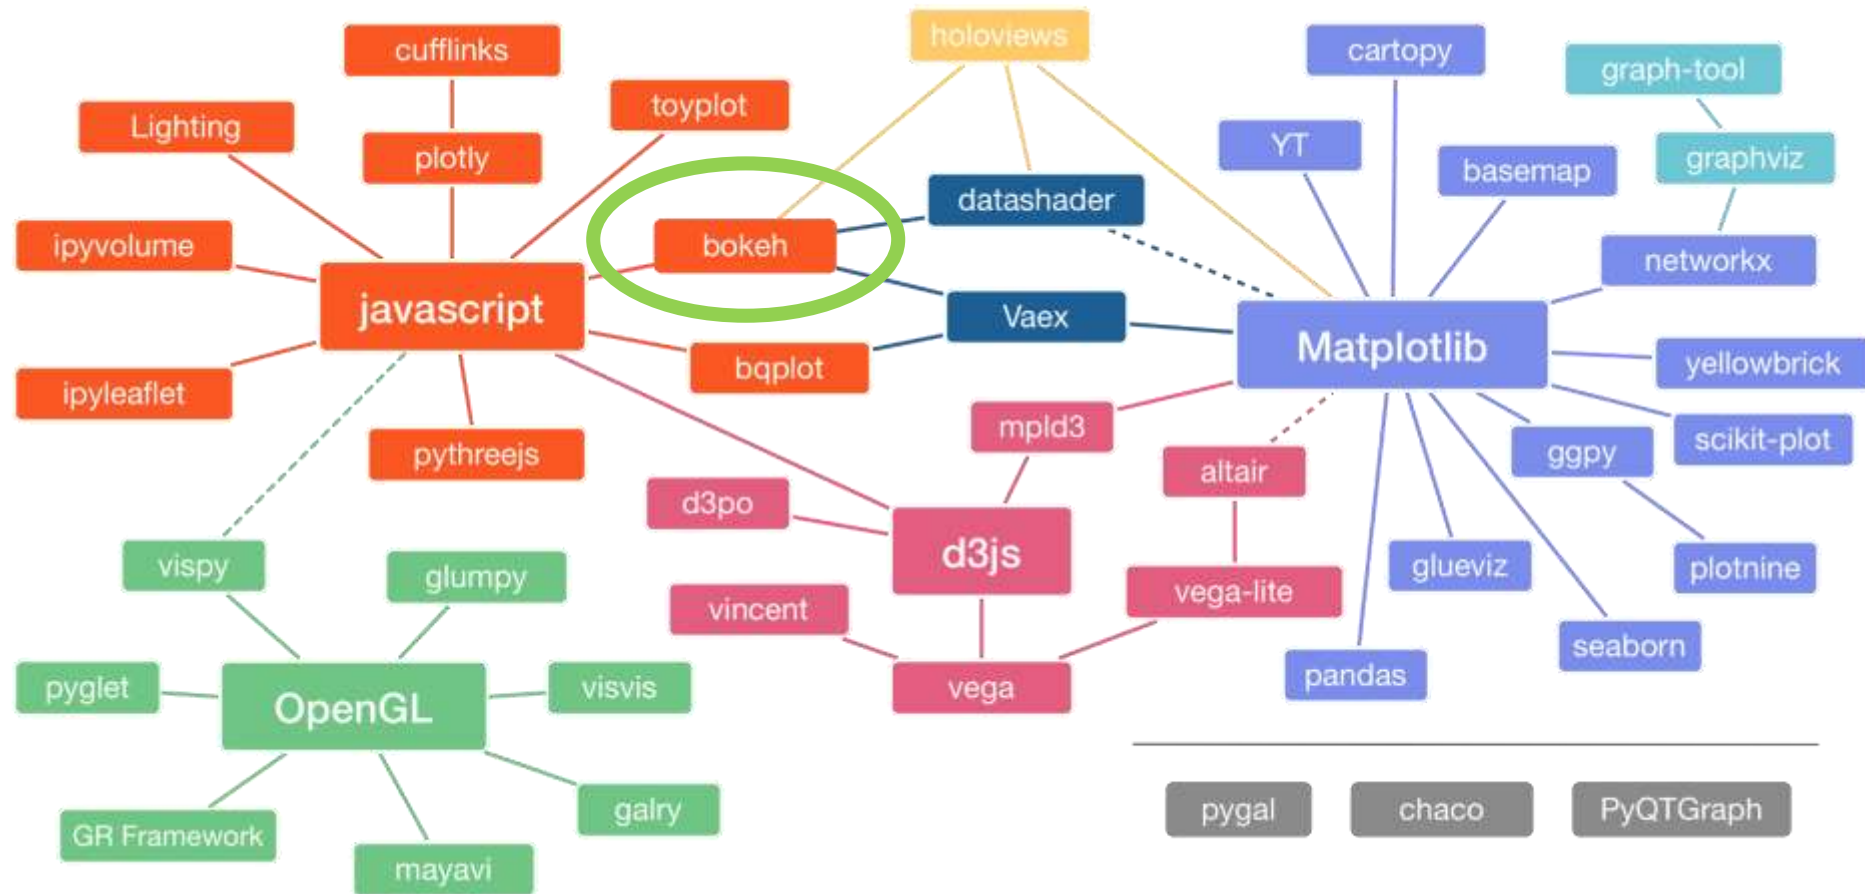 cufflinks
holoviews
cartopy
graph-tool
Lighting
toyplot
plotly
YT
basemap
graphviz
ipyvolume
bokeh
datashader
networkx
javascript
Vaex
Matplotlib
ipyleaflet
bqplot
yellowbrick
pythreejs
mpld3
altair
ggpy
scikit-plot
d3po
d3js
vispy
glumpy
vincent
vega-lite
glueviz
plotnine
pyglet
OpenGL
visvis
vega
pandas
seaborn
GR Framework
mayavi
galry
pygal
chaco
PyQTGraph